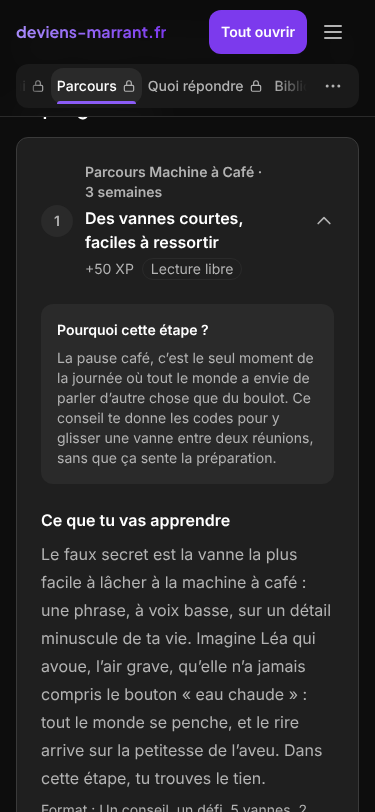 deviens-marrant.fr
Tout ouvrir
Parcours
Quoi répondre
Bibli
Parcours Machine à Café ·
3 semaines
1
Des vannes courtes,
faciles à ressortir
+50 XP
Lecture libre
Pourquoi cette étape ?
La pause café, c’est le seul moment de
la journée où tout le monde a envie de
parler d’autre chose que du boulot. Ce
conseil te donne les codes pour y
glisser une vanne entre deux réunions,
sans que ça sente la préparation.
Ce que tu vas apprendre
Le faux secret est la vanne la plus
facile à lâcher à la machine à café :
une phrase, à voix basse, sur un détail
minuscule de ta vie. Imagine Léa qui
avoue, l’air grave, qu’elle n’a jamais
compris le bouton « eau chaude » :
tout le monde se penche, et le rire
arrive sur la petitesse de l’aveu. Dans
cette étape, tu trouves le tien.
Format : Un conseil, un défi, 5 vannes, 2